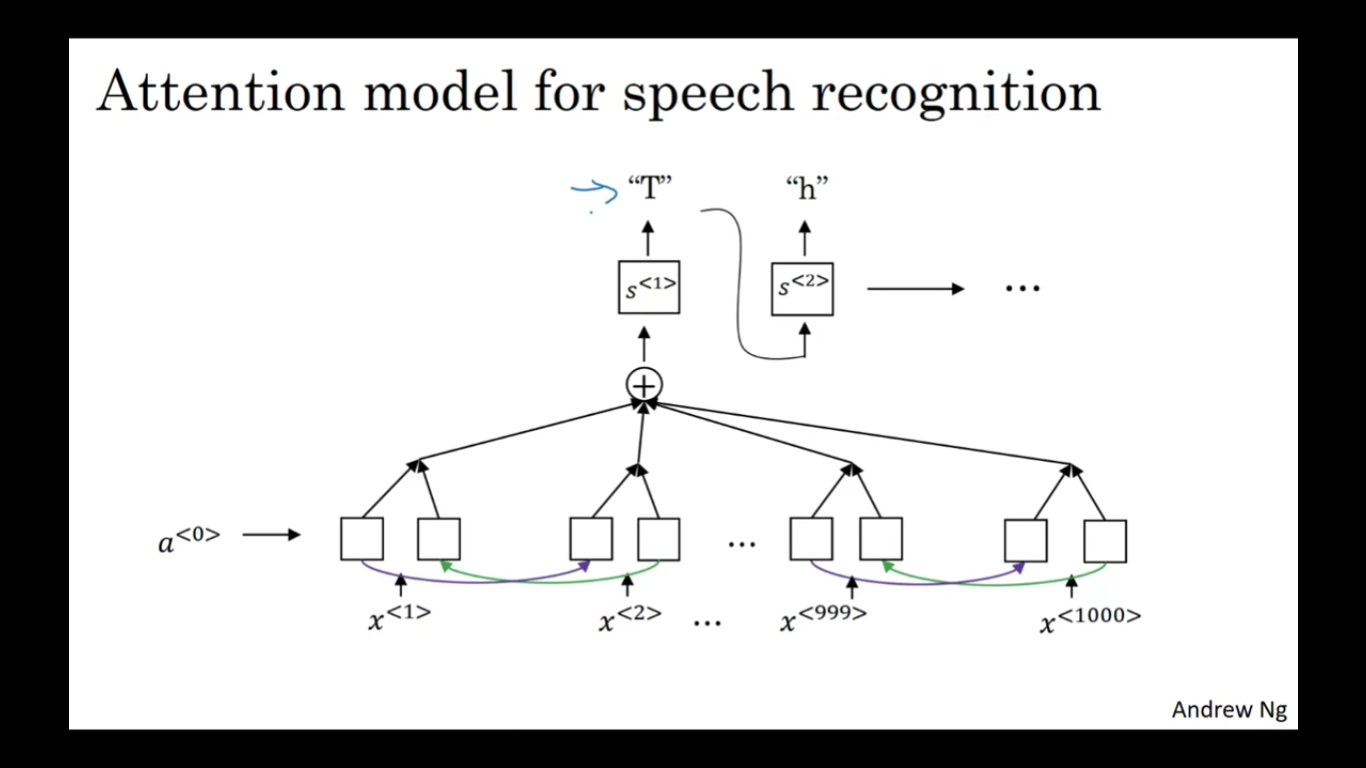 Attention model for speech recognition
“T” “h”
s<1> s<2> ...
+
a<0> ...
x<1> x<2> ... x<999> x<1000>
Andrew Ng